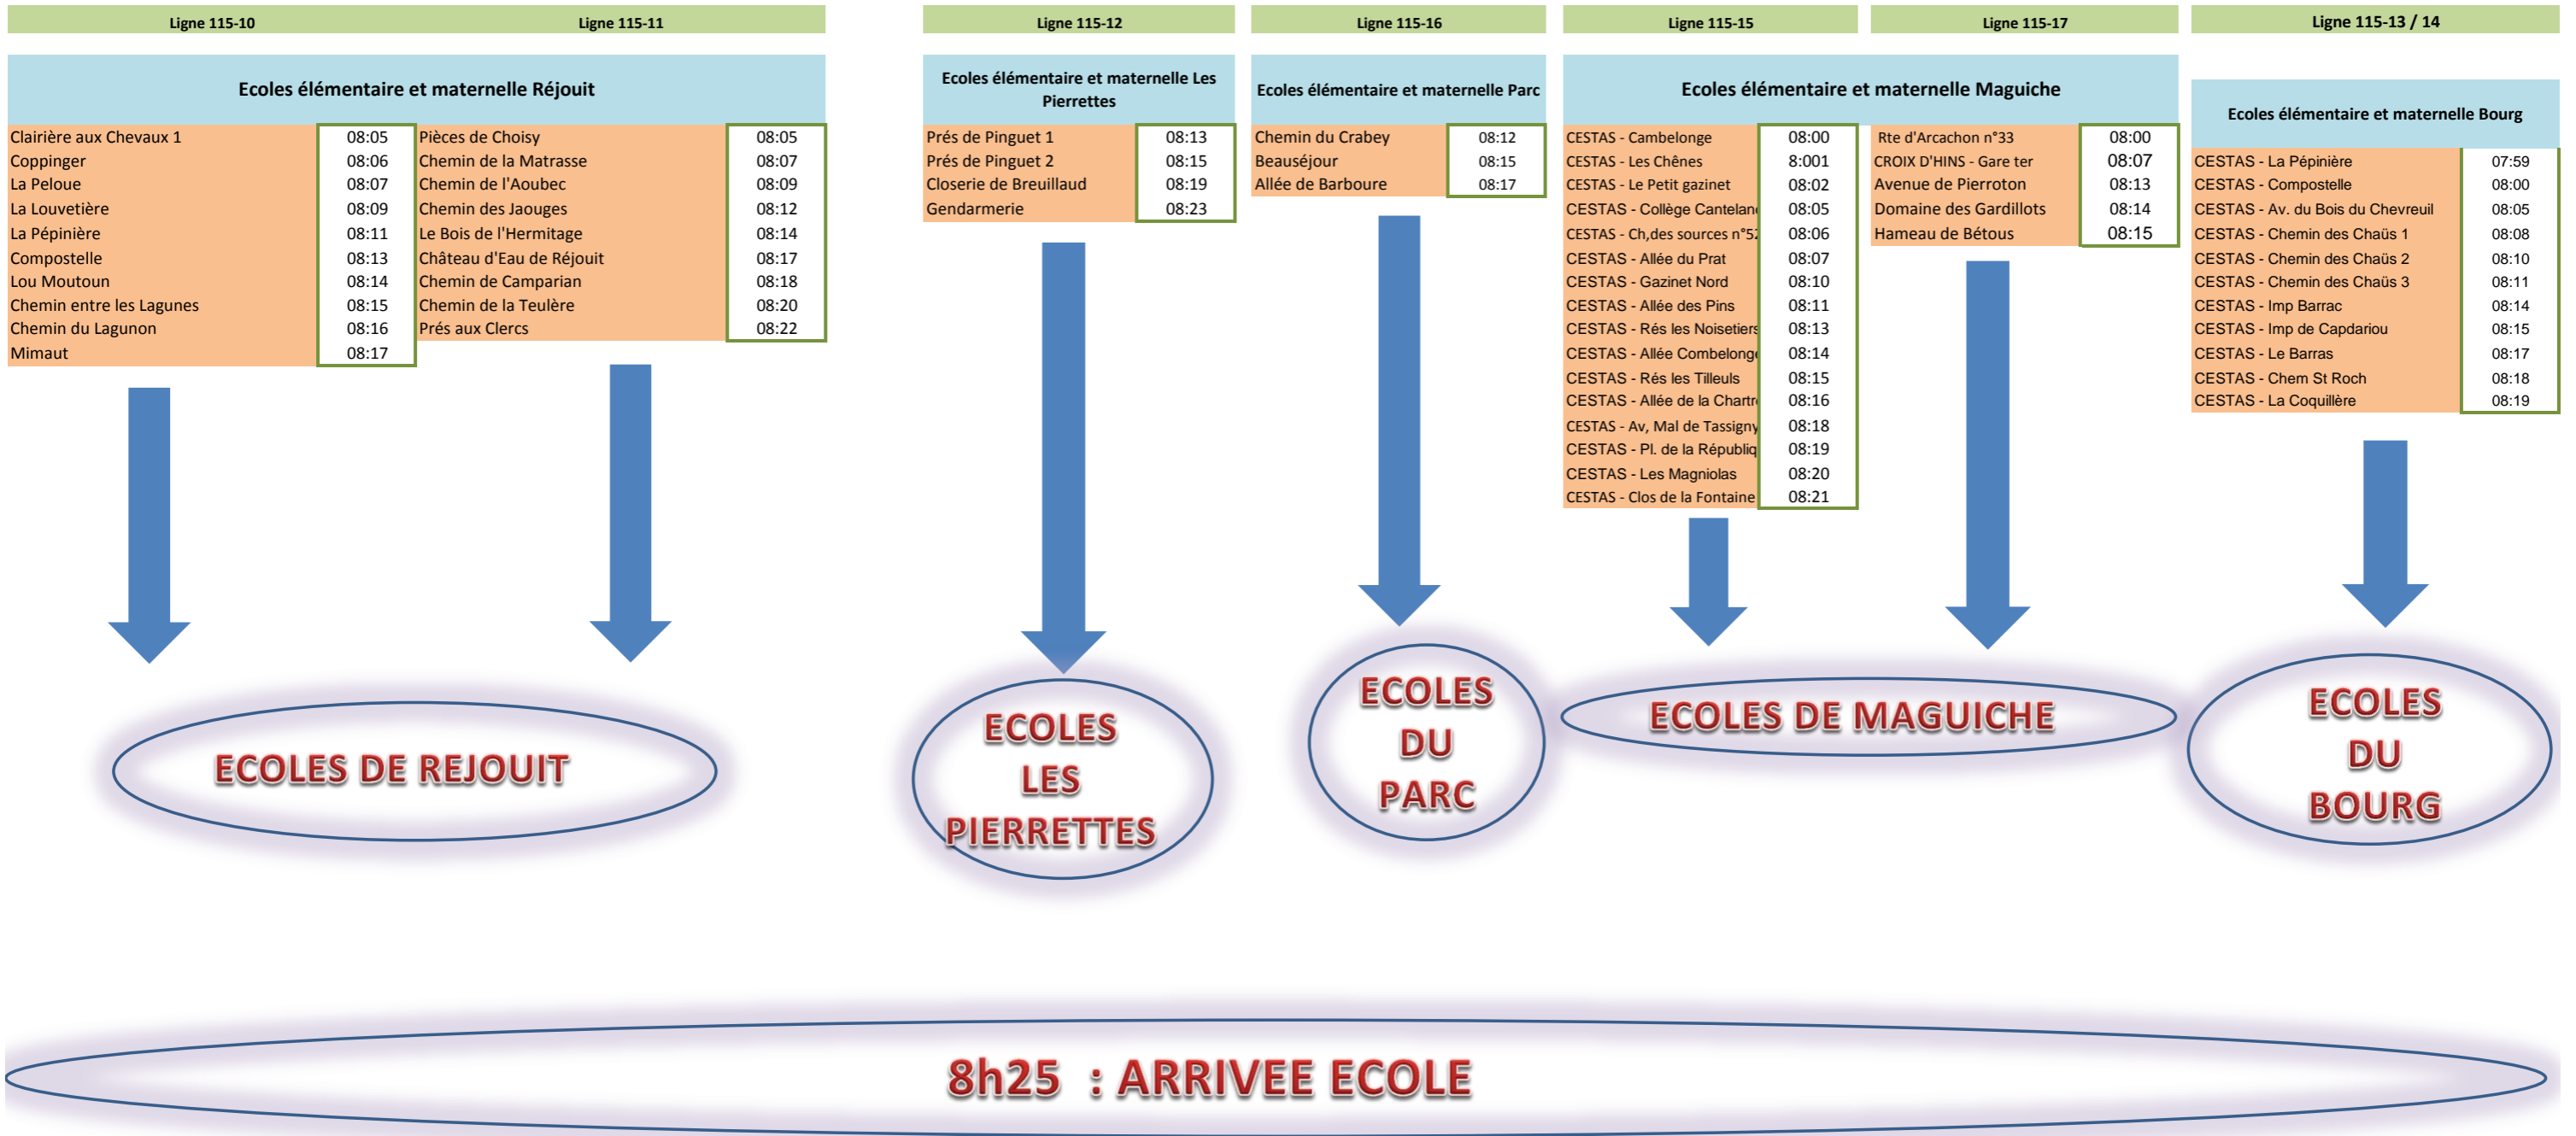 Ligne 115-10
Ligne 115-11
Ecoles élémentaire et maternelle Réjouit
Clairière aux Chevaux 1 08:05
Coppinger 08:06
La Peloue 08:07
La Louvetière 08:09
La Pépinière 08:11
Compostelle 08:13
Lou Moutoun 08:14
Chemin entre les Lagunes 08:15
Chemin du Lagunon 08:16
Mimaut 08:17
Pièces de Choisy 08:05
Chemin de la Matrasse 08:07
Chemin de l'Aoubec 08:09
Chemin des Jaouges 08:12
Le Bois de l'Hermitage 08:14
Château d'Eau de Réjouit 08:17
Chemin de Camparian 08:18
Chemin de la Teulère 08:20
Prés aux Clercs 08:22
ECOLES DE REJOUIT
Ligne 115-12
Ecoles élémentaire et maternelle Les
Pierrettes
Prés de Pinguet 1 08:13
Prés de Pinguet 2 08:15
Closerie de Breuillaud 08:19
Gendarmerie 08:23
ECOLES
LES
PIERRETTES
Ligne 115-16
Ecoles élémentaire et maternelle Parc
Chemin du Crabey 08:12
Beauséjour 08:15
Allée de Barboure 08:17
ECOLES
DU
PARC
Ligne 115-15
Ligne 115-17
Ecoles élémentaire et maternelle Maguiche
CESTAS - Cambelonge 08:00
CESTAS - Les Chênes 8:001
CESTAS - Le Petit gazinet 08:02
CESTAS - Collège Cantelan 08:05
CESTAS - Ch,des sources n°52 08:06
CESTAS - Allée du Prat 08:07
CESTAS - Gazinet Nord 08:10
CESTAS - Allée des Pins 08:11
CESTAS - Rés les Noisetiers 08:13
CESTAS - Allée Combelonge 08:14
CESTAS - Rés les Tilleuls 08:15
CESTAS - Allée de la Chartr 08:16
CESTAS - Av, Mal de Tassigny 08:18
CESTAS - Pl. de la Républiq 08:19
CESTAS - Les Magniolas 08:20
CESTAS - Clos de la Fontaine 08:21
Rte d'Arcachon n°33 08:00
CROIX D'HINS - Gare ter 08:07
Avenue de Pierroton 08:13
Domaine des Gardillots 08:14
Hameau de Bétous 08:15
ECOLES DE MAGUICHE
Ligne 115-13 / 14
Ecoles élémentaire et maternelle Bourg
CESTAS - La Pépinière 07:59
CESTAS - Compostelle 08:00
CESTAS - Av. du Bois du Chevreuil 08:05
CESTAS - Chemin des Chaüs 1 08:08
CESTAS - Chemin des Chaüs 2 08:10
CESTAS - Chemin des Chaüs 3 08:11
CESTAS - Imp Barrac 08:14
CESTAS - Imp de Capdariou 08:15
CESTAS - Le Barras 08:17
CESTAS - Chem St Roch 08:18
CESTAS - La Coquillère 08:19
ECOLES
DU
BOURG
8h25 : ARRIVEE ECOLE